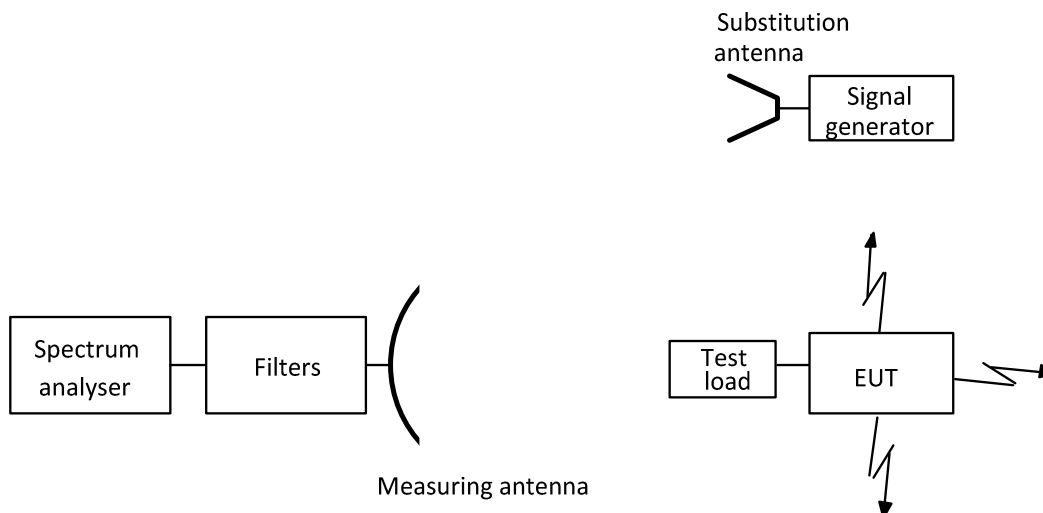 Substitution
antenna
Signal
generator
Spectrum
analyser
Filters
Test
load
EUT
Measuring antenna